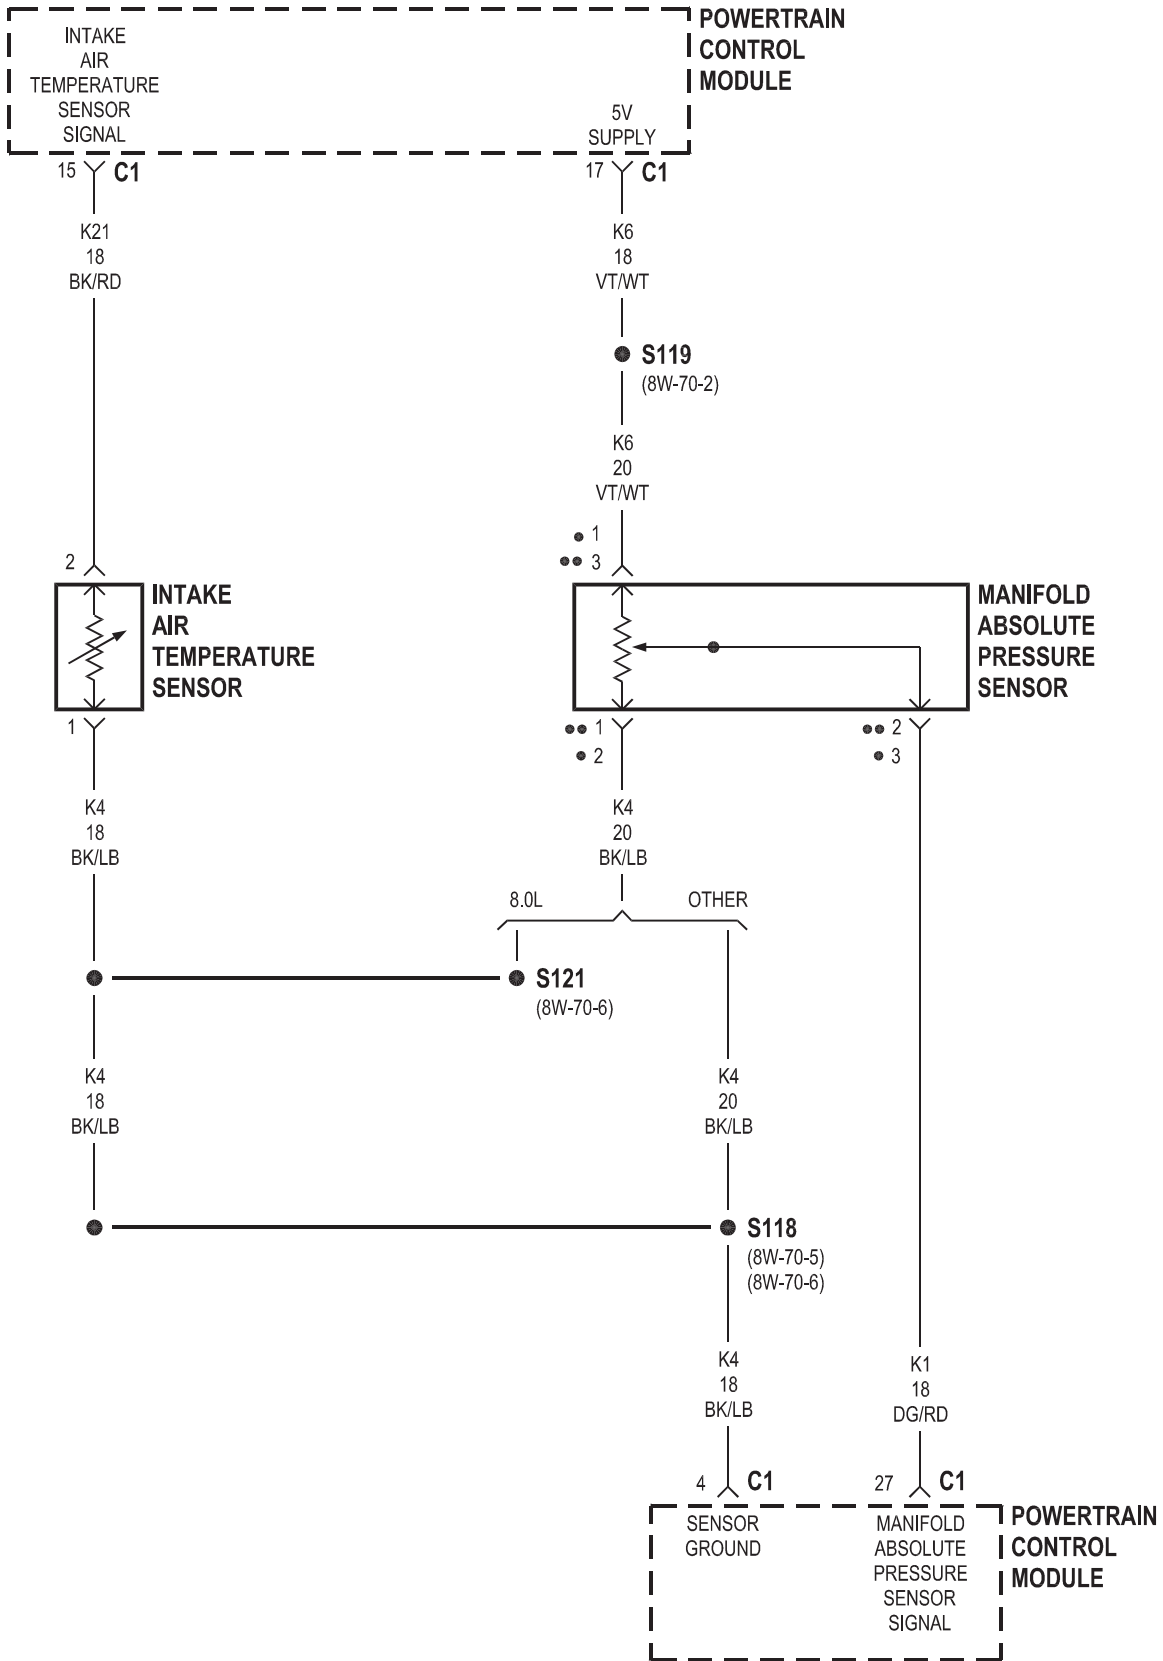 INTAKE
AIR
TEMPERATURE
SENSOR
SIGNAL
5V
SUPPLY
POWERTRAIN
CONTROL
MODULE
15 C1
17 C1
K21
18
BK/RD
K6
18
VT/WT
S119
(8W-70-2)
K6
20
VT/WT
1
3
2
INTAKE
AIR
TEMPERATURE
SENSOR
MANIFOLD
ABSOLUTE
PRESSURE
SENSOR
1
1
2
2
3
K4
18
BK/LB
K4
20
BK/LB
8.0L
OTHER
S121
(8W-70-6)
K4
18
BK/LB
K4
20
BK/LB
S118
(8W-70-5)
(8W-70-6)
K4
18
BK/LB
K1
18
DG/RD
4 C1
27 C1
SENSOR
GROUND
MANIFOLD
ABSOLUTE
PRESSURE
SENSOR
SIGNAL
POWERTRAIN
CONTROL
MODULE